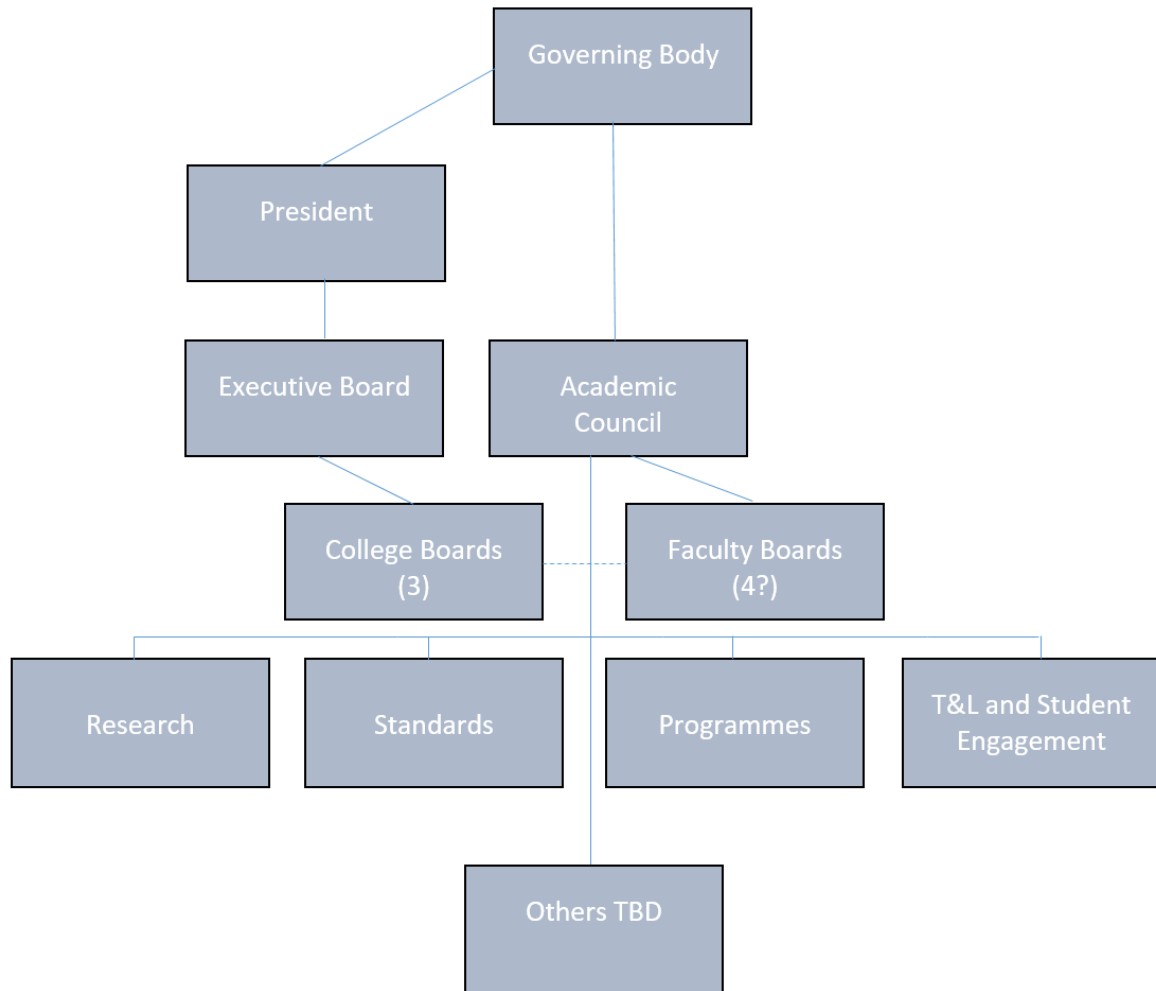 Governing Body
President
Executive Board
Academic
Council
College Boards
(3)
Faculty Boards
(4?)
Research
Standards
Programmes
T&L and Student
Engagement
Others TBD